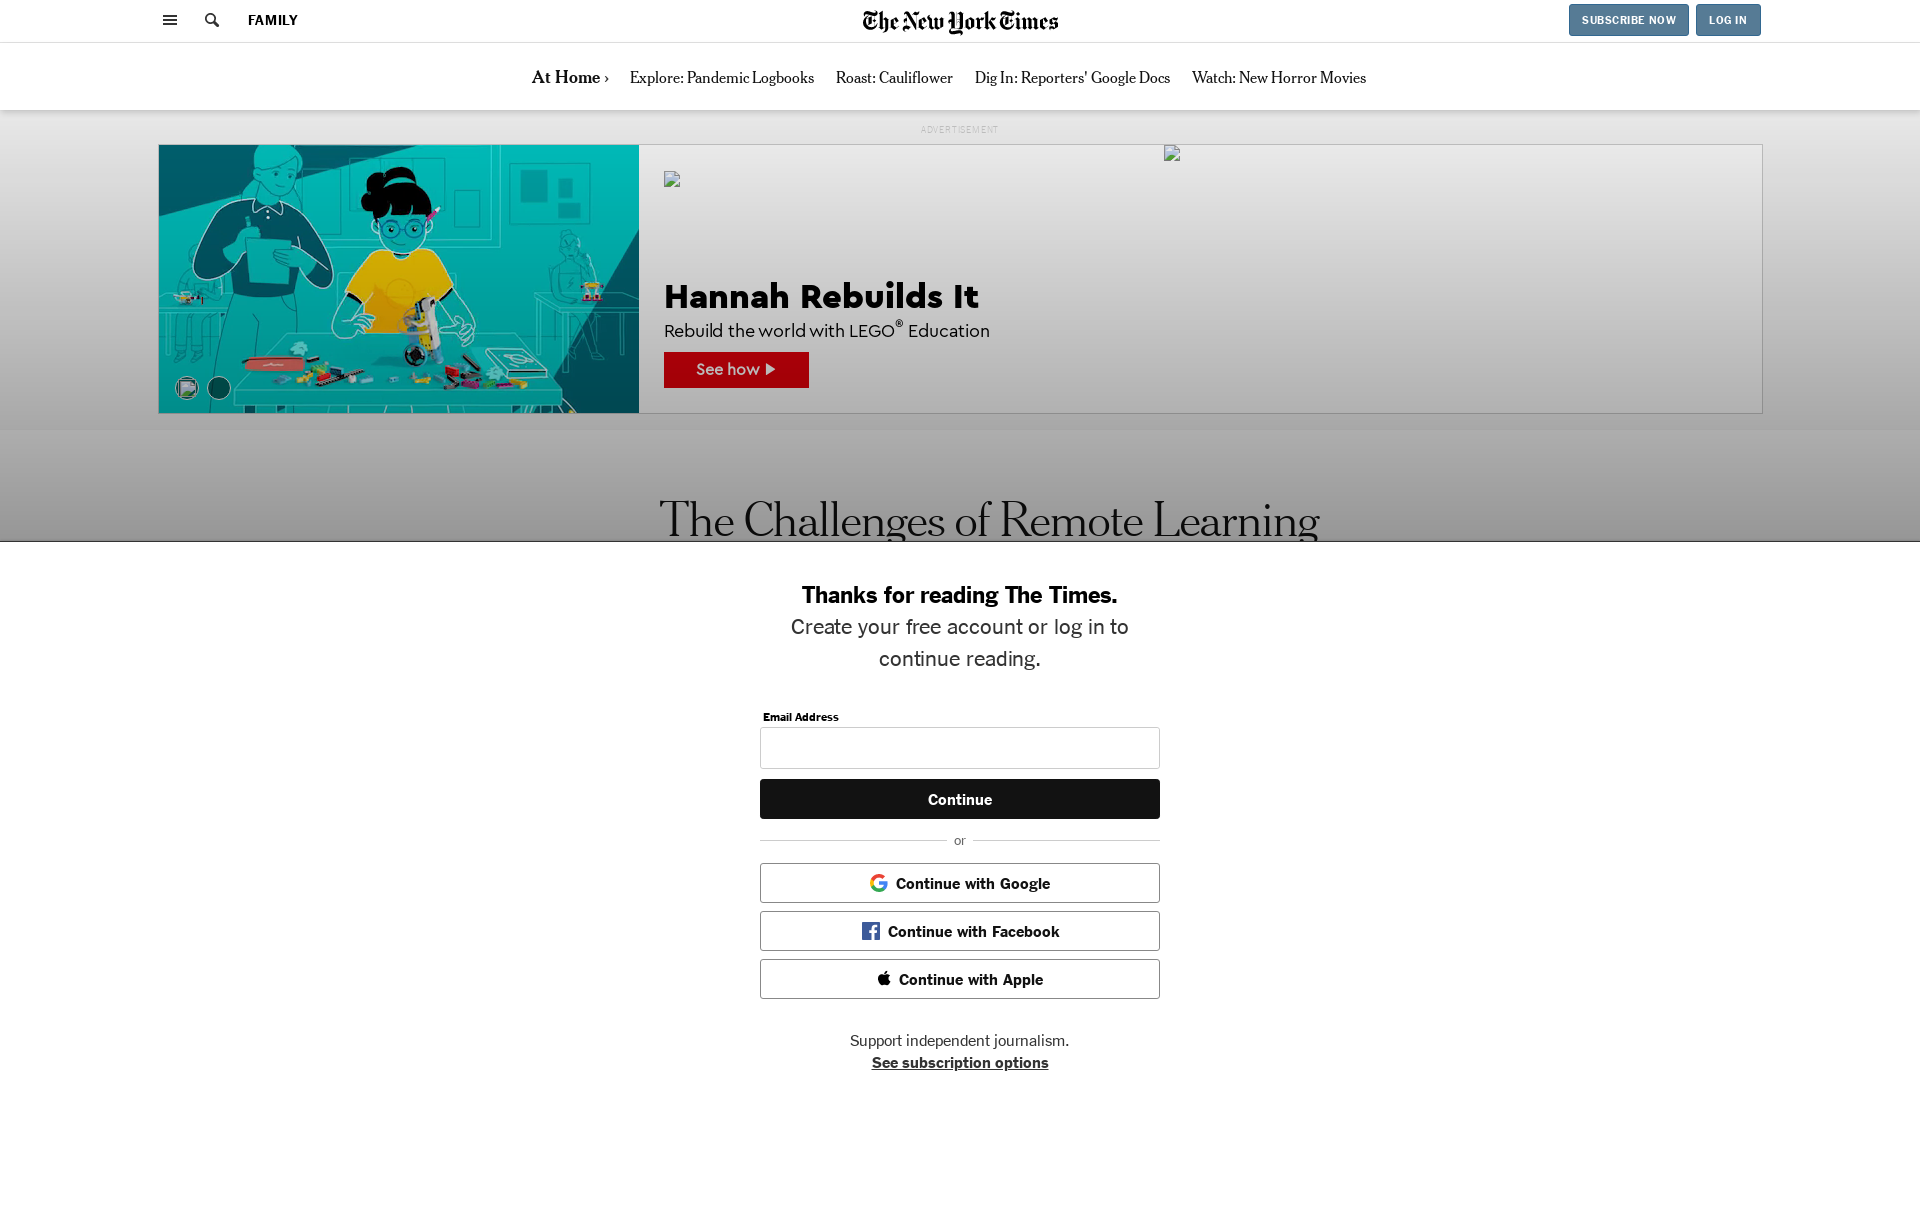 FAMILY
The New York Times
SUBSCRIBE NOW
LOG IN
At Home ›
Explore: Pandemic Logbooks
Roast: Cauliflower
Dig In: Reporters' Google Docs
Watch: New Horror Movies
ADVERTISEMENT
Hannah Rebuilds It
Rebuild the world with LEGO® Education
See how
The Challenges of Remote Learning
Thanks for reading The Times.
Create your free account or log in to
continue reading.
Email Address
Continue
or
Continue with Google
Continue with Facebook
Continue with Apple
Support independent journalism.
See subscription options